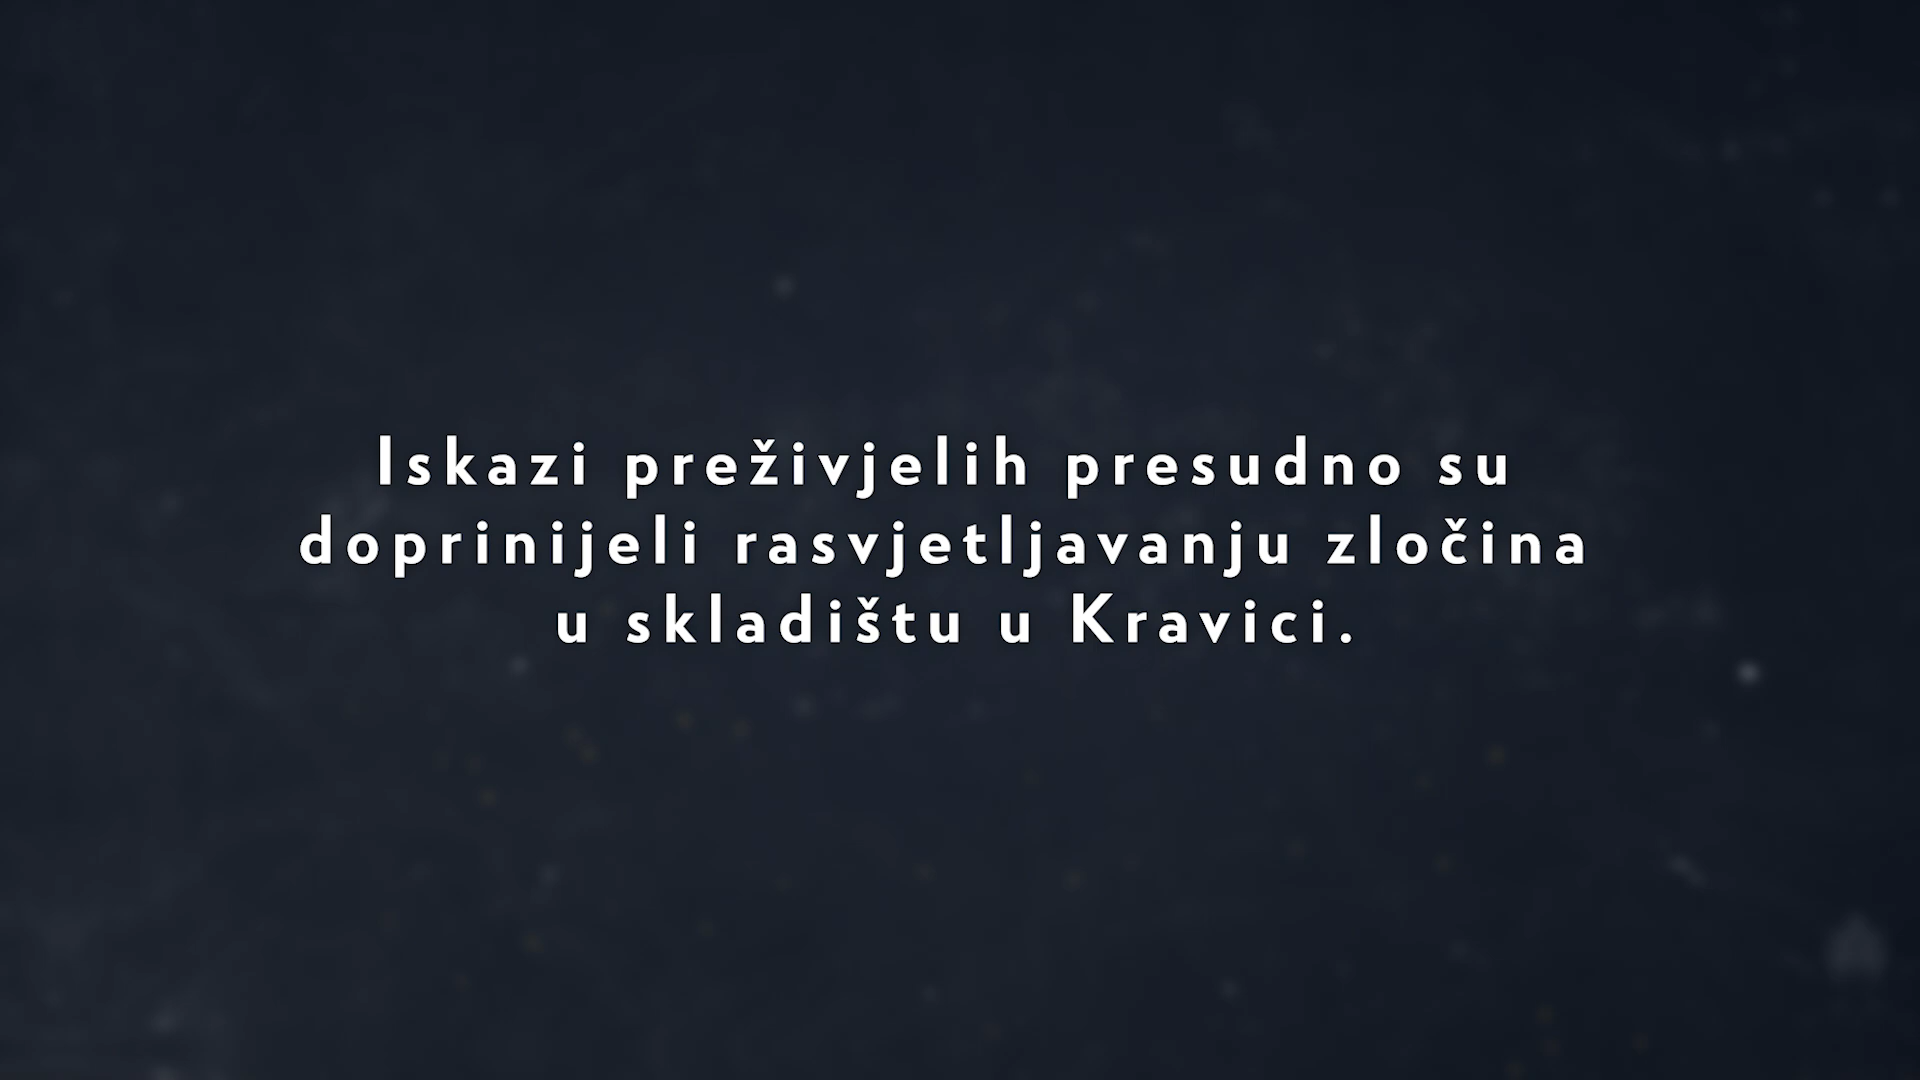 Iskazi preživjelih presudno su
doprinijeli rasvjetljavanju zločina
u skladištu u Kravici.